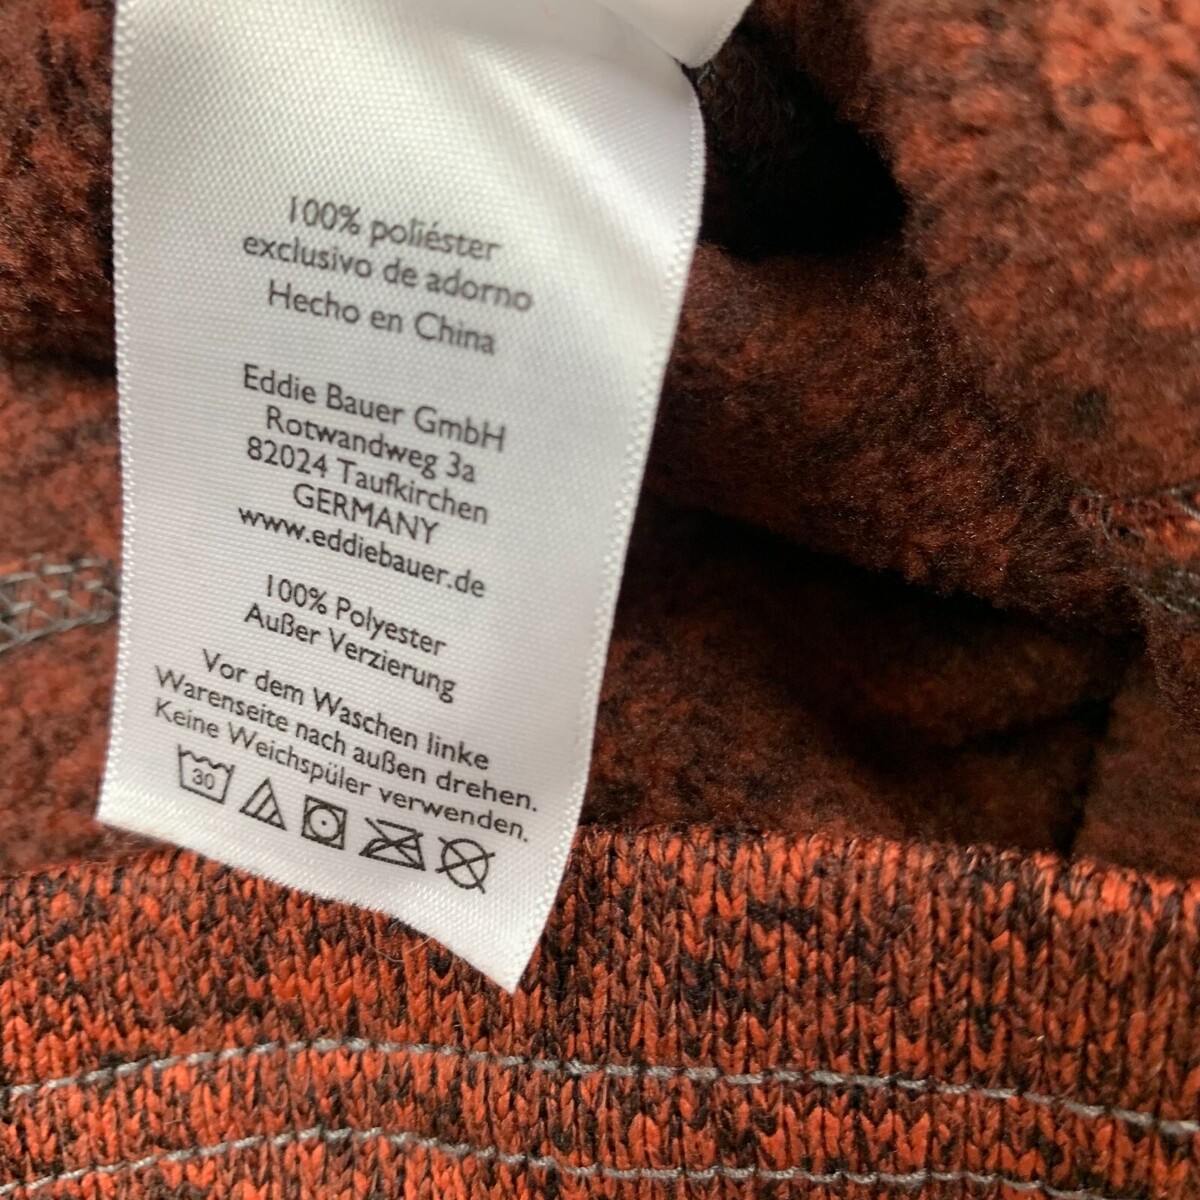 100% poliéster
exclusivo de adorno
Hecho en China
Eddie Bauer GmbH
Rotwandweg 3a
82024 Taufkirchen
GERMANY
www.eddiebauer.de
100% Polyester
Außer Verzierung
Vor dem Waschen linke
Warenseite nach außen drehen.
Keine Weichspüler verwenden.
30